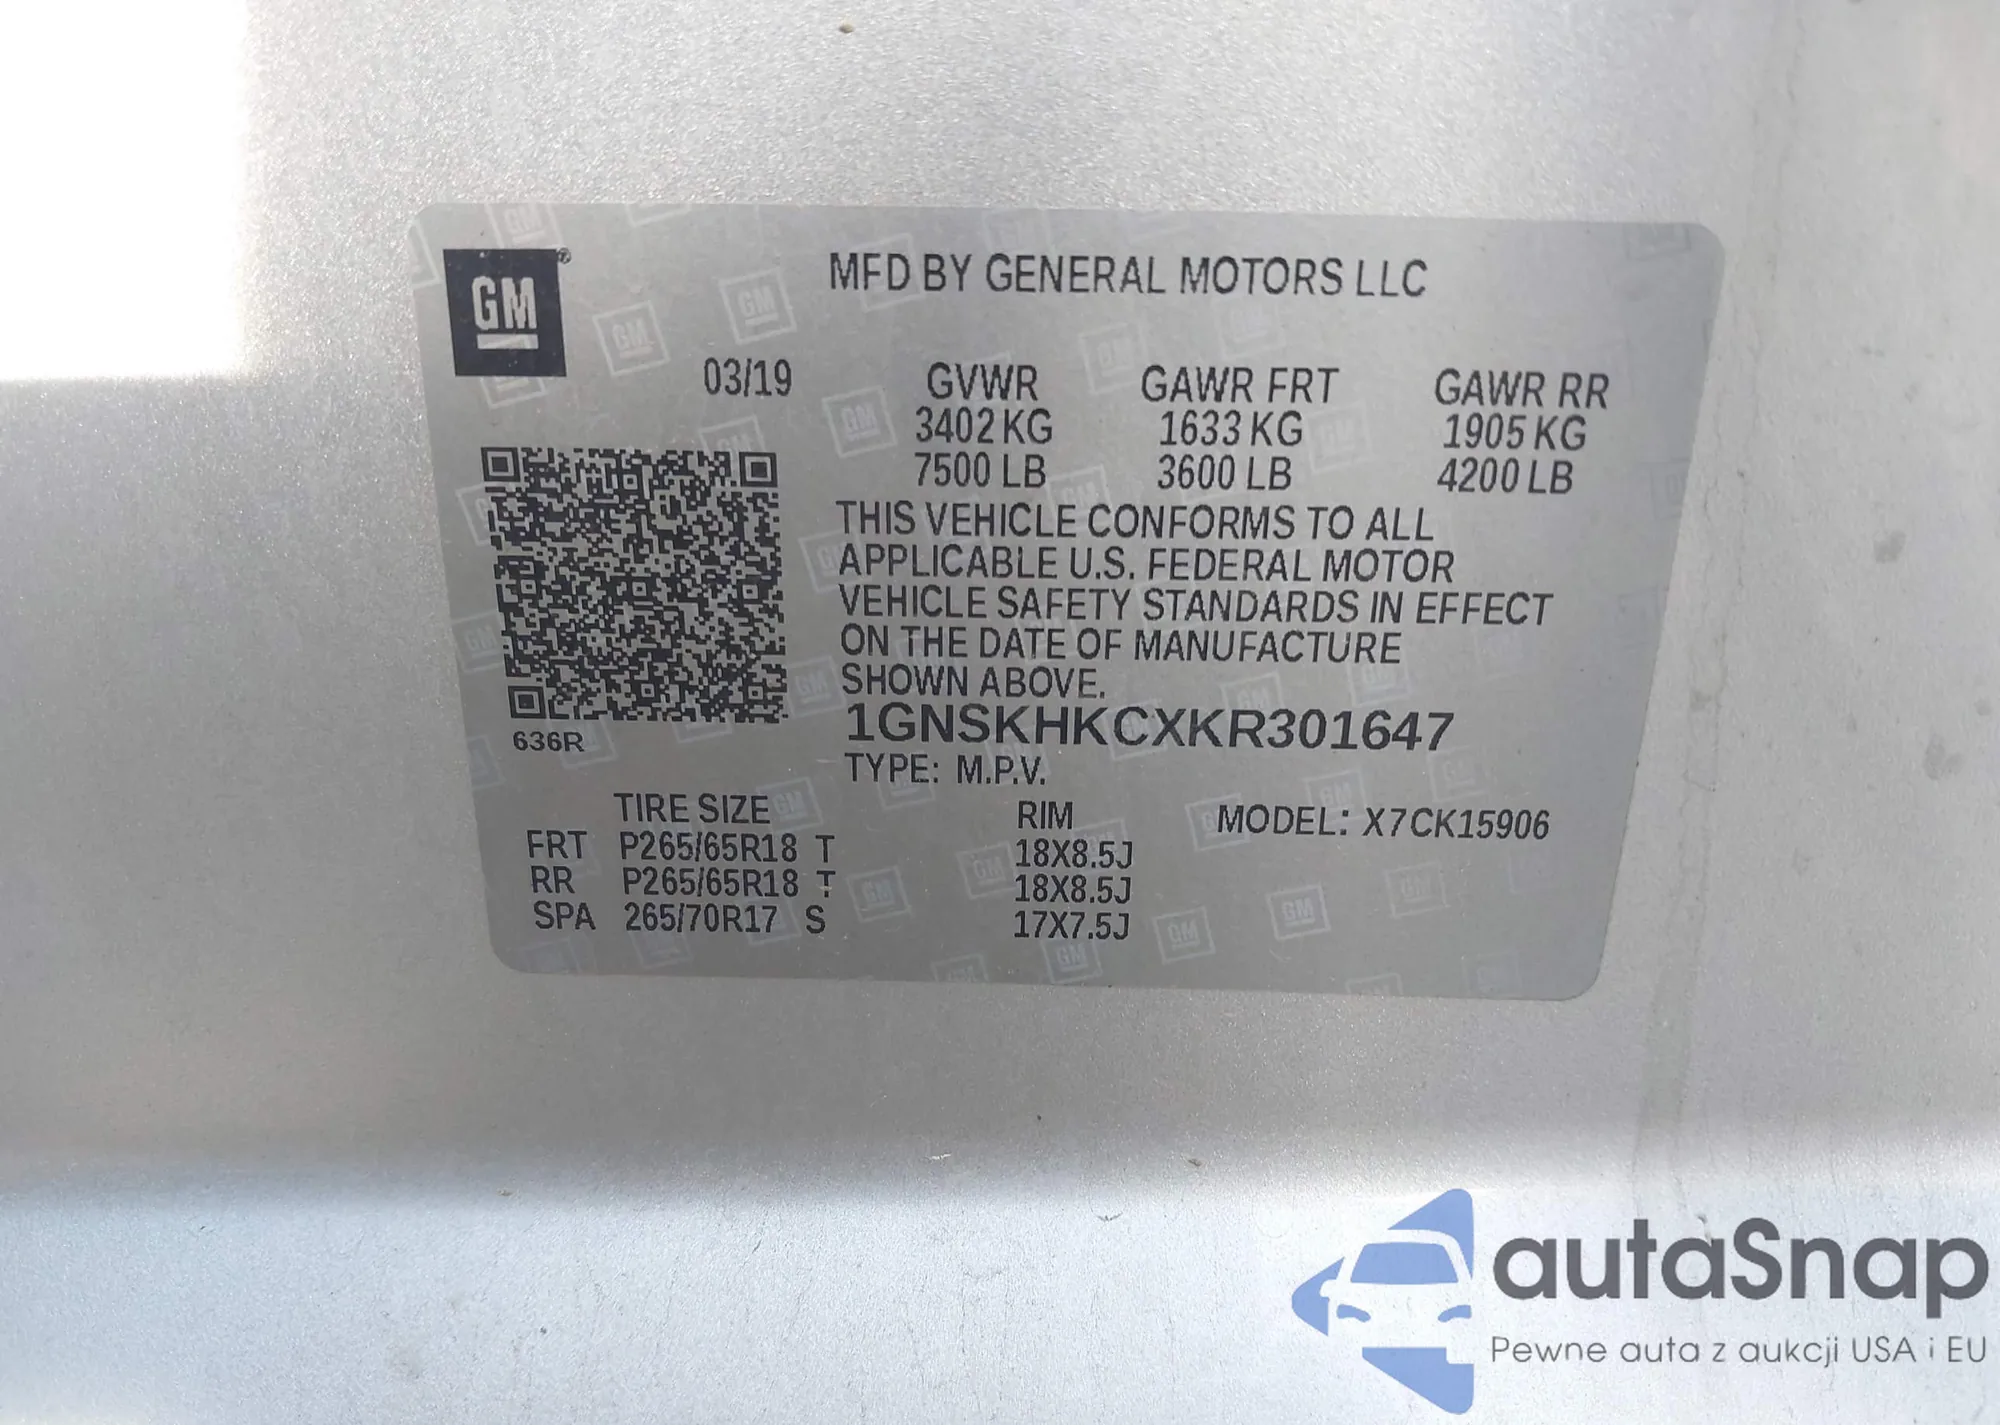 GM
MFD BY GENERAL MOTORS LLC
03/19 GVWR GAWR FRT GAWR RR
3402 KG 1633 KG 1905 KG
7500 LB 3600 LB 4200 LB
THIS VEHICLE CONFORMS TO ALL
APPLICABLE U.S. FEDERAL MOTOR
VEHICLE SAFETY STANDARDS IN EFFECT
ON THE DATE OF MANUFACTURE
SHOWN ABOVE.
636R
1GNSKHKCXKR301647
TYPE: M.P.V.
TIRE SIZE RIM MODEL: X7CK15906
FRT P265/65R18 T 18X8.5J
RR P265/65R18 T 18X8.5J
SPA 265/70R17 S 17X7.5J
autaSnap
Pewne auta z aukcji USA i EU